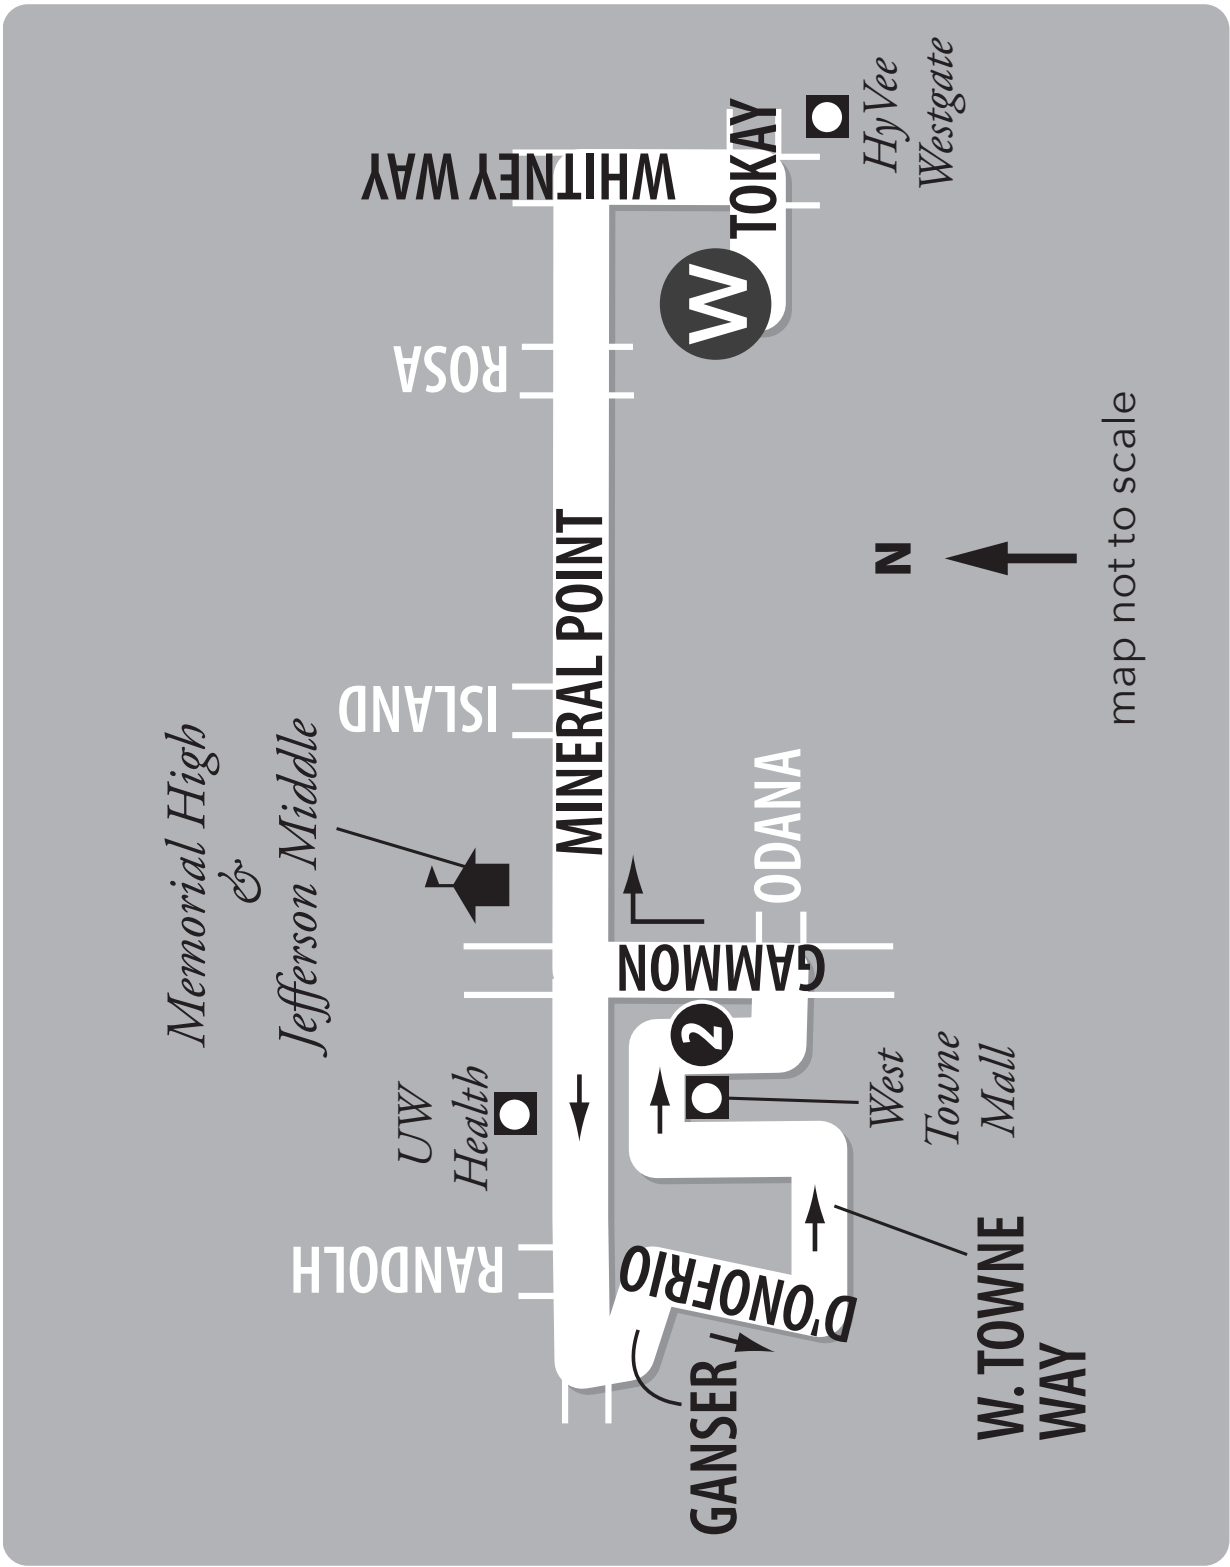 Memorial High
&
Jefferson Middle
UW
Health
RANDOLH
ISLAND
ROSA
WHITNEY WAY
MINERAL POINT
GAMMON
ODANA
TOKAY
W
2
HyVee
Westgate
D'ONOFRIO
GANSER
W. TOWNE
WAY
West
Towne
Mall
N
map not to scale